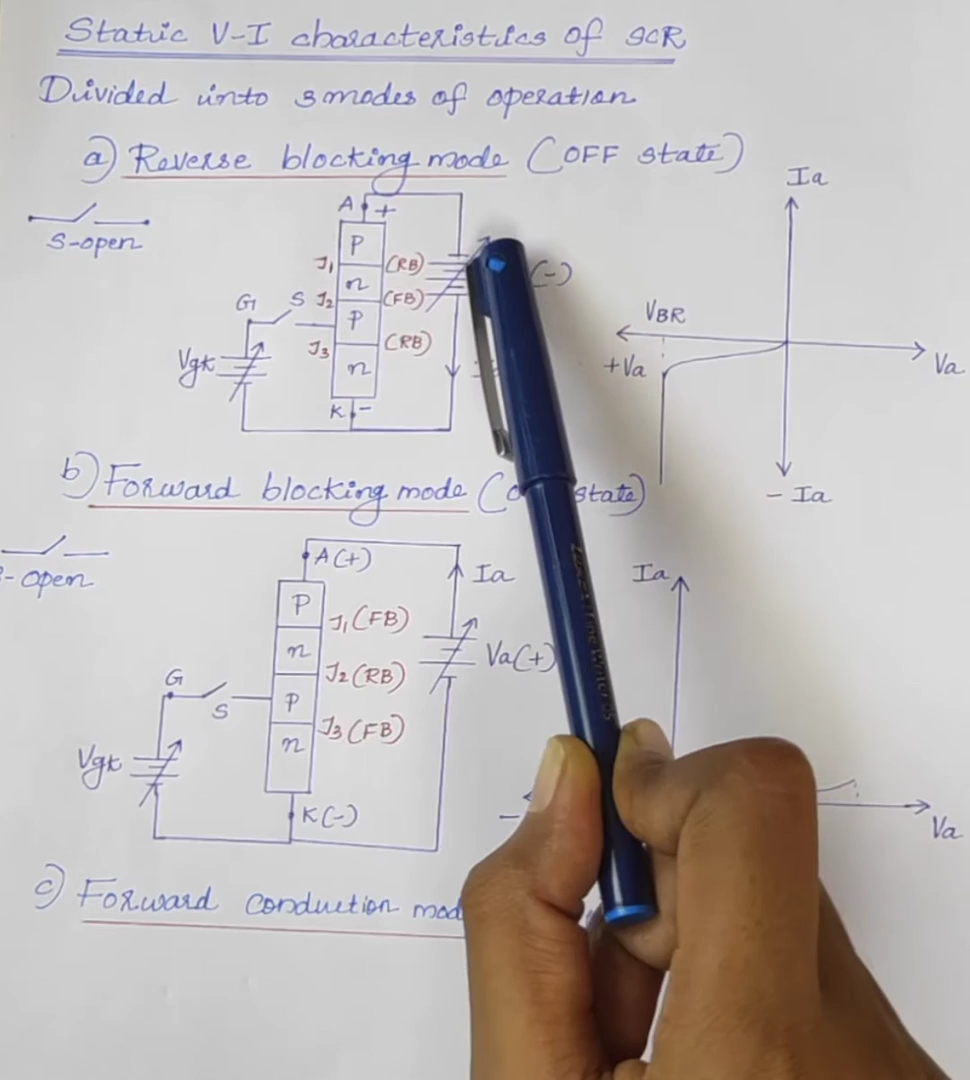 Static V-I characteristics of SCR
Divided into 3 modes of operation
a) Reverse blocking mode (OFF state)
S-open
A +
P
J1 (RB)
n
G S J2 (FB)
P
J3 (RB)
Vgk
n
K -
(-)
Ia
VBR
+Va
Va
- Ia
b) Forward blocking mode ( state)
- open
A(+)
Ia
P
J1(FB)
n
Va(+)
J2(RB)
G
S
P
J3(FB)
n
Vgk
K(-)
Ia
-
Va
c) Forward conduction mod